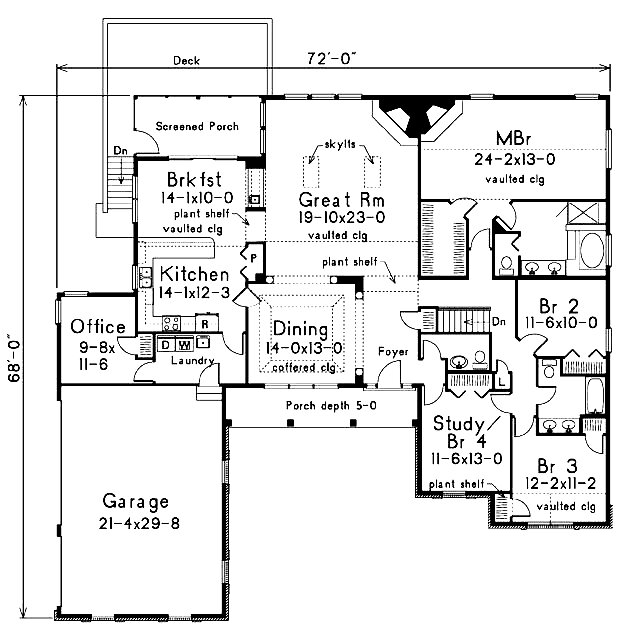 Deck
72'-0"
Screened Porch
Dn
skylts
MBr
24-2x13-0
vaulted clg
Brkfst
14-1x10-0
plant shelf
vaulted clg
Great Rm
19-10x23-0
vaulted clg
P
plant shelf
Kitchen
14-1x12-3
R
Office
9-8x
11-6
D W
Laundry
Dining
14-0x13-0
coffered clg
Foyer
Dn
Br 2
11-6x10-0
68'-0"
L
Porch depth 5-0
Study/
Br 4
11-6x13-0
plant shelf
Br 3
12-2x11-2
vaulted clg
Garage
21-4x29-8